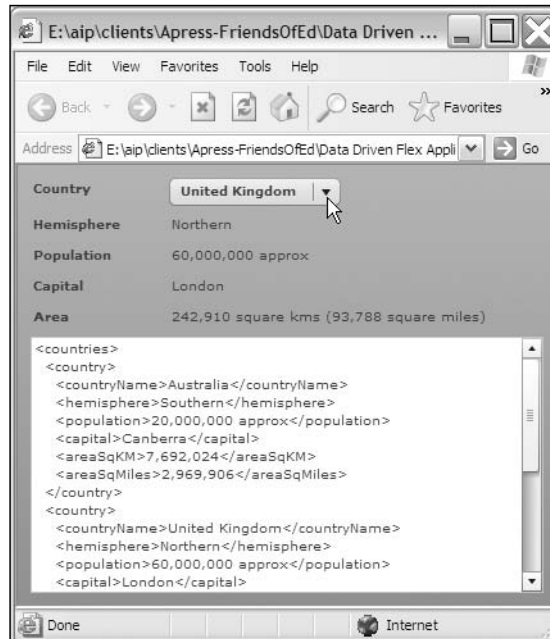 E:\aip\clients\Apress-FriendsOfEd\Data Driven ...
File Edit View Favorites Tools Help
Back Search Favorites »
Address E:\aip\clients\Apress-FriendsOfEd\Data Driven Flex Appli Go
Country United Kingdom
Hemisphere Northern
Population 60,000,000 approx
Capital London
Area 242,910 square kms (93,788 square miles)
<countries>
<country>
<countryName>Australia</countryName>
<hemisphere>Southern</hemisphere>
<population>20,000,000 approx</population>
<capital>Canberra</capital>
<areaSqKM>7,692,024</areaSqKM>
<areaSqMiles>2,969,906</areaSqMiles>
</country>
<country>
<countryName>United Kingdom</countryName>
<hemisphere>Northern</hemisphere>
<population>60,000,000 approx</population>
<capital>London</capital>
Done Internet